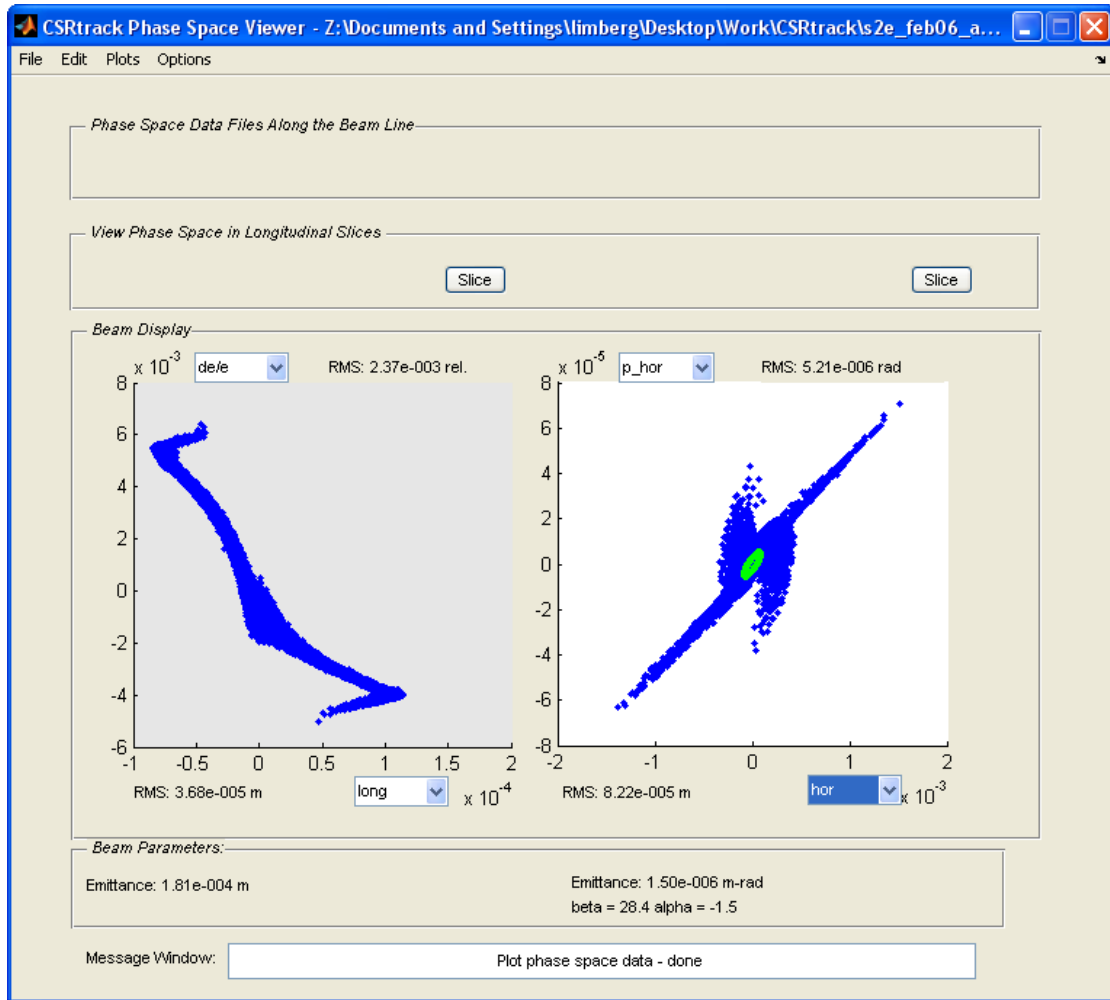 CSRtrack Phase Space Viewer - Z:\Documents and Settings\limberg\Desktop\Work\CSRtrack\s2e_feb06_a...
File Edit Plots Options
Phase Space Data Files Along the Beam Line
View Phase Space in Longitudinal Slices
Slice Slice
Beam Display
x 10^-3 de/e RMS: 2.37e-003 rel.
8
6
4
2
0
-2
-4
-6
-1 -0.5 0 0.5 1 1.5 2
RMS: 3.68e-005 m long x 10^-4
x 10^-5 p_hor RMS: 5.21e-006 rad
8
6
4
2
0
-2
-4
-6
-8
-2 -1 0 1 2
RMS: 8.22e-005 m hor x 10^-3
Beam Parameters:
Emittance: 1.81e-004 m
Emittance: 1.50e-006 m-rad
beta = 28.4 alpha = -1.5
Message Window: Plot phase space data - done